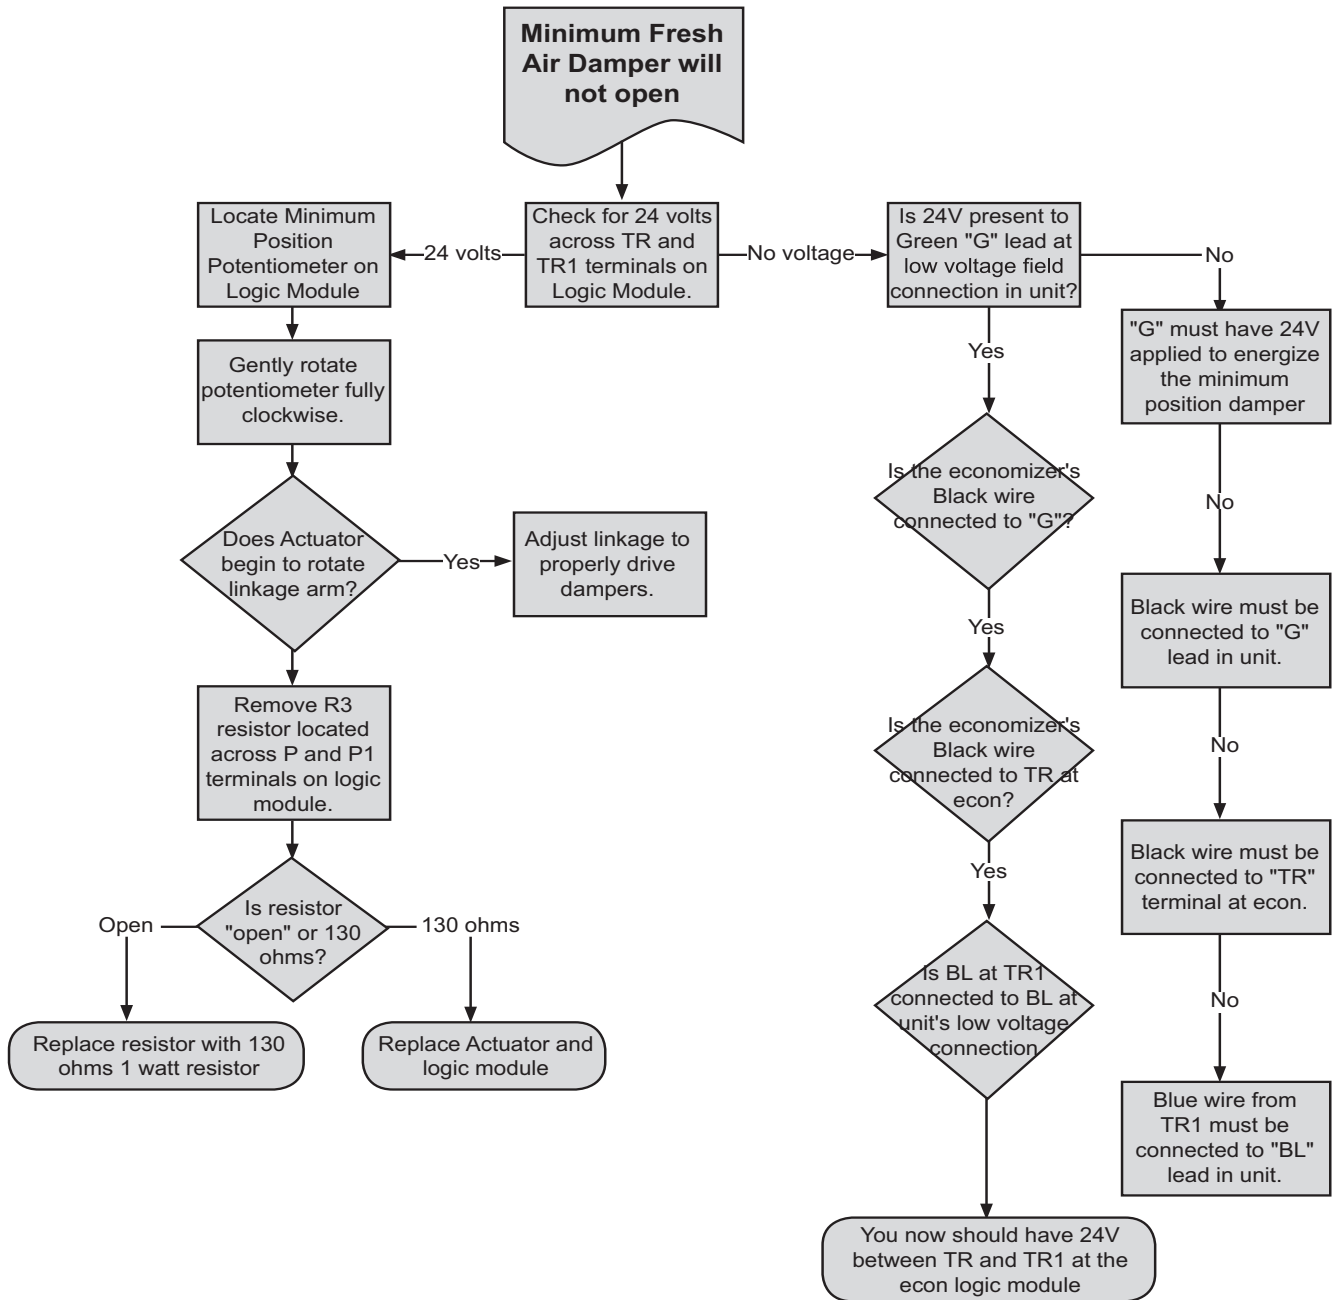 Minimum Fresh
Air Damper will
not open
Locate Minimum
Position
Potentiometer on
Logic Module
24 volts
Check for 24 volts
across TR and
TR1 terminals on
Logic Module.
No voltage
Is 24V present to
Green "G" lead at
low voltage field
connection in unit?
No
"G" must have 24V
applied to energize
the minimum
position damper
Gently rotate
potentiometer fully
clockwise.
Yes
Is the economizer's
Black wire
connected to "G"?
No
Does Actuator
begin to rotate
linkage arm?
Yes
Adjust linkage to
properly drive
dampers.
Black wire must be
connected to "G"
lead in unit.
Yes
Remove R3
resistor located
across P and P1
terminals on logic
module.
Is the economizer's
Black wire
connected to TR at
econ?
No
Black wire must be
connected to "TR"
terminal at econ.
Yes
Open
Is resistor
"open" or 130
ohms?
130 ohms
Is BL at TR1
connected to BL at
unit's low voltage
connection
No
Replace resistor with 130
ohms 1 watt resistor
Replace Actuator and
logic module
Blue wire from
TR1 must be
connected to "BL"
lead in unit.
You now should have 24V
between TR and TR1 at the
econ logic module